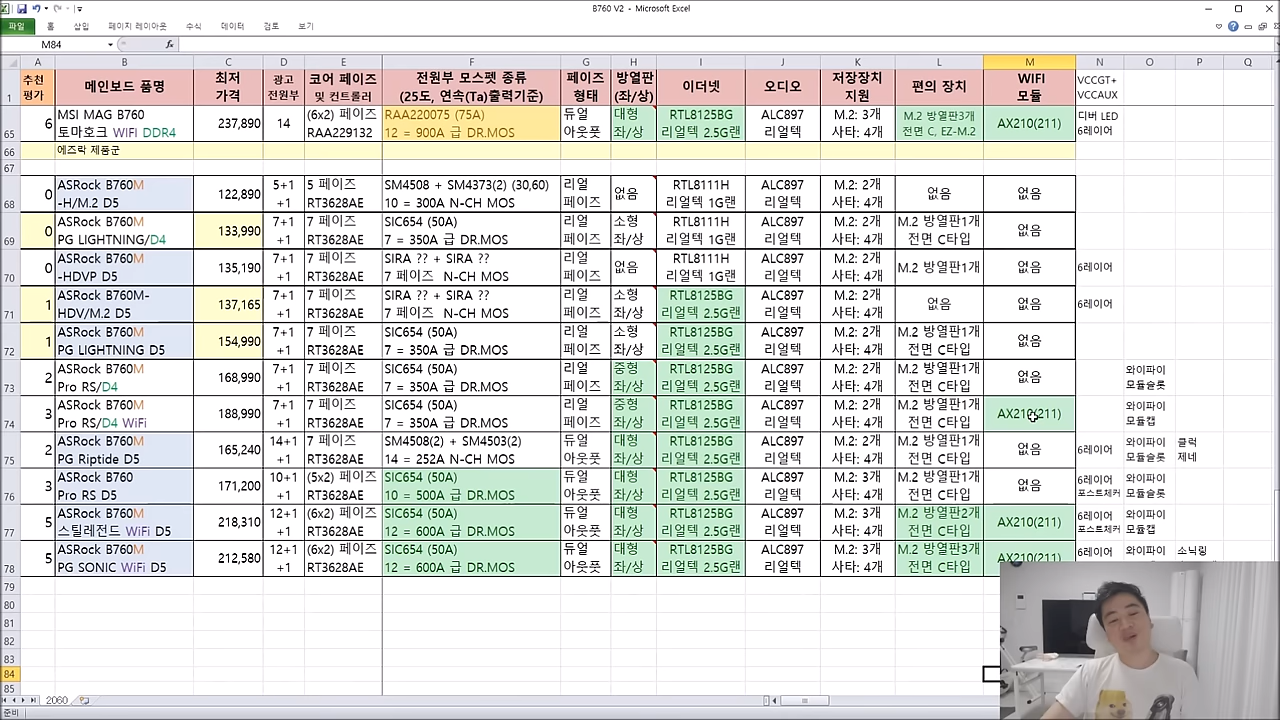 B760 V2 - Microsoft Excel
파일 홈 삽입 페이지 레이아웃 수식 데이터 검토 보기
M84 fx
A B C D E F G H I J K L M N O P Q
1 추천 평가 메인보드 품명 최저 가격 광고 전원부 코어 페이즈 및 컨트롤러 전원부 모스펫 종류 (25도, 연속(Ta)출력기준) 페이즈 형태 방열판 (좌/상) 이더넷 오디오 저장장치 지원 편의 장치 WIFI 모듈 VCCGT+ VCCAUX
65 6 MSI MAG B760 토마호크 WIFI DDR4 237,890 14 (6x2) 페이즈 RAA229132 RAA220075 (75A) 12 = 900A 급 DR.MOS 듀얼 아웃풋 대형 좌/상 RTL8125BG 리얼텍 2.5G랜 ALC897 리얼텍 M.2: 3개 사타: 4개 M.2 방열판3개 전면 C, EZ-M.2 AX210(211) 디버 LED 6레이어
66 에즈락 제품군
67
68 0 ASRock B760M -H/M.2 D5 122,890 5+1 +1 5 페이즈 RT3628AE SM4508 + SM4373(2) (30,60) 10 = 300A N-CH MOS 리얼 페이즈 없음 RTL8111H 리얼텍 1G랜 ALC897 리얼텍 M.2: 2개 사타: 4개 없음 없음
69 0 ASRock B760M PG LIGHTNING/D4 133,990 7+1 +1 7 페이즈 RT3628AE SIC654 (50A) 7 = 350A 급 DR.MOS 리얼 페이즈 소형 좌/상 RTL8111H 리얼텍 1G랜 ALC897 리얼텍 M.2: 2개 사타: 4개 M.2 방열판1개 전면 C타입 없음
70 0 ASRock B760M -HDVP D5 135,190 7+1 +1 7 페이즈 RT3628AE SIRA ?? + SIRA ?? 7 페이즈 N-CH MOS 리얼 페이즈 없음 RTL8111H 리얼텍 1G랜 ALC897 리얼텍 M.2: 2개 사타: 4개 M.2 방열판1개 없음 6레이어
71 1 ASRock B760M- HDV/M.2 D5 137,165 7+1 +1 7 페이즈 RT3628AE SIRA ?? + SIRA ?? 7 페이즈 N-CH MOS 리얼 페이즈 소형 좌/상 RTL8125BG 리얼텍 2.5G랜 ALC897 리얼텍 M.2: 2개 사타: 4개 없음 없음 6레이어
72 1 ASRock B760M PG LIGHTNING D5 154,990 7+1 +1 7 페이즈 RT3628AE SIC654 (50A) 7 = 350A 급 DR.MOS 리얼 페이즈 소형 좌/상 RTL8125BG 리얼텍 2.5G랜 ALC897 리얼텍 M.2: 2개 사타: 4개 M.2 방열판1개 전면 C타입 없음
73 2 ASRock B760M Pro RS/D4 168,990 7+1 +1 7 페이즈 RT3628AE SIC654 (50A) 7 = 350A 급 DR.MOS 리얼 페이즈 중형 좌/상 RTL8125BG 리얼텍 2.5G랜 ALC897 리얼텍 M.2: 2개 사타: 4개 M.2 방열판1개 전면 C타입 없음 와이파이 모듈슬롯
74 3 ASRock B760M Pro RS/D4 WiFi 188,990 7+1 +1 7 페이즈 RT3628AE SIC654 (50A) 7 = 350A 급 DR.MOS 리얼 페이즈 중형 좌/상 RTL8125BG 리얼텍 2.5G랜 ALC897 리얼텍 M.2: 2개 사타: 4개 M.2 방열판1개 전면 C타입 AX210(211) 와이파이 모듈캡
75 2 ASRock B760M PG Riptide D5 165,240 14+1 +1 7 페이즈 RT3628AE SM4508(2) + SM4503(2) 14 = 252A N-CH MOS 듀얼 아웃풋 대형 좌/상 RTL8125BG 리얼텍 2.5G랜 ALC897 리얼텍 M.2: 2개 사타: 4개 M.2 방열판1개 전면 C타입 없음 6레이어 와이파이 모듈슬롯 클럭 제네
76 3 ASRock B760 Pro RS D5 171,200 10+1 +1 (5x2) 페이즈 RT3628AE SIC654 (50A) 10 = 500A 급 DR.MOS 듀얼 아웃풋 대형 좌/상 RTL8125BG 리얼텍 2.5G랜 ALC897 리얼텍 M.2: 3개 사타: 4개 M.2 방열판1개 전면 C타입 없음 6레이어 포스트체커 와이파이 모듈슬롯
77 5 ASRock B760M 스틸레전드 WiFi D5 218,310 12+1 +1 (6x2) 페이즈 RT3628AE SIC654 (50A) 12 = 600A 급 DR.MOS 듀얼 아웃풋 대형 좌/상 RTL8125BG 리얼텍 2.5G랜 ALC897 리얼텍 M.2: 3개 사타: 4개 M.2 방열판2개 전면 C타입 AX210(211) 6레이어 포스트체커 와이파이 모듈캡
78 5 ASRock B760M PG SONIC WiFi D5 212,580 12+1 +1 (6x2) 페이즈 RT3628AE SIC654 (50A) 12 = 600A 급 DR.MOS 듀얼 아웃풋 대형 좌/상 RTL8125BG 리얼텍 2.5G랜 ALC897 리얼텍 M.2: 3개 사타: 4개 M.2 방열판3개 전면 C타입 AX210(211) 6레이어 와이파이 소닉링
79
80
81
82
83
84
85
2060
준비